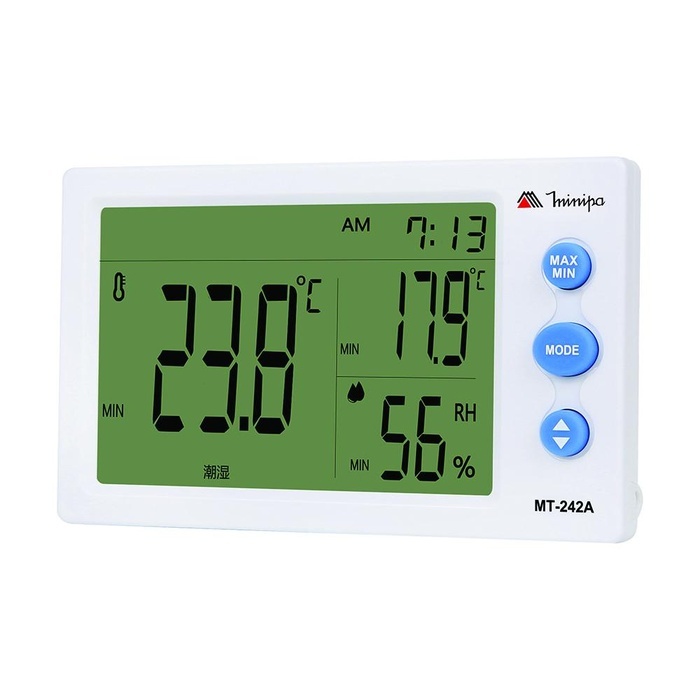 Minipa
AM 7:13
23.8 °C
MIN
17.9 °C
MIN
56 RH
MIN %
潮湿
MAX
MIN
MODE
MT-242A